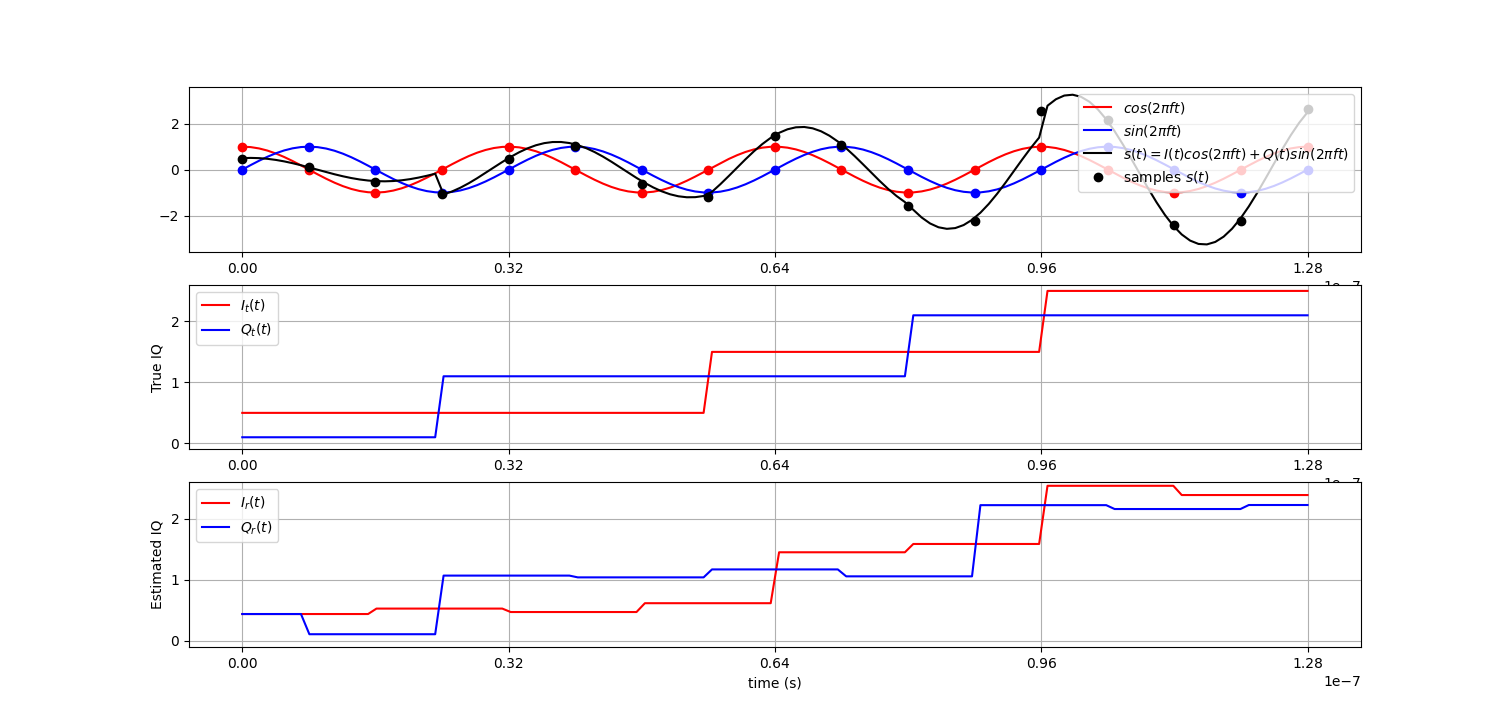 2
0
−2
cos(2πft)
sin(2πft)
s(t) = I(t)cos(2πft) + Q(t)sin(2πft)
samples s(t)
0.00 0.32 0.64 0.96 1.28
1e−7
True IQ
2
1
0
I_t(t)
Q_t(t)
0.00 0.32 0.64 0.96 1.28
1e−7
Estimated IQ
2
1
0
I_r(t)
Q_r(t)
0.00 0.32 0.64 0.96 1.28
time (s)
1e−7